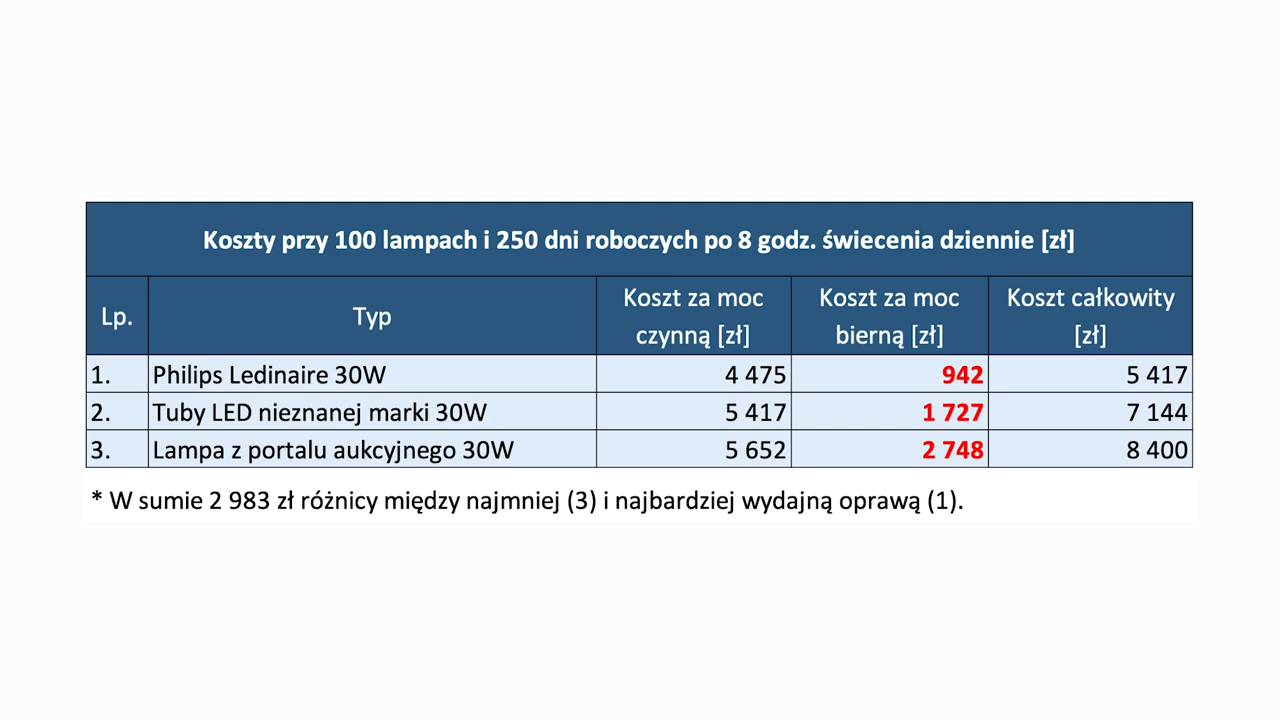 Koszty przy 100 lampach i 250 dni roboczych po 8 godz. świecenia dziennie [zł]
Lp. Typ Koszt za moc czynną [zł] Koszt za moc bierną [zł] Koszt całkowity [zł]
1. Philips Ledinaire 30W 4 475 942 5 417
2. Tuby LED nieznanej marki 30W 5 417 1 727 7 144
3. Lampa z portalu aukcyjnego 30W 5 652 2 748 8 400
* W sumie 2 983 zł różnicy między najmniej (3) i najbardziej wydajną oprawą (1).